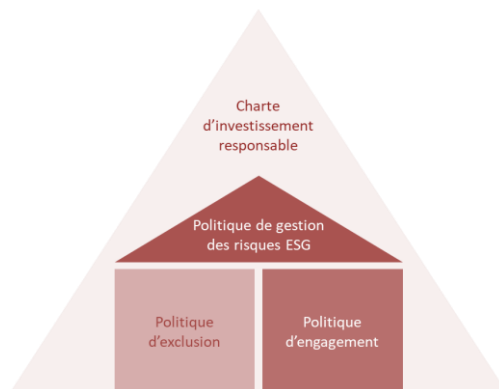 Charte
d’investissement
responsable
Politique de gestion
des risques ESG
Politique
d’exclusion
Politique
d’engagement